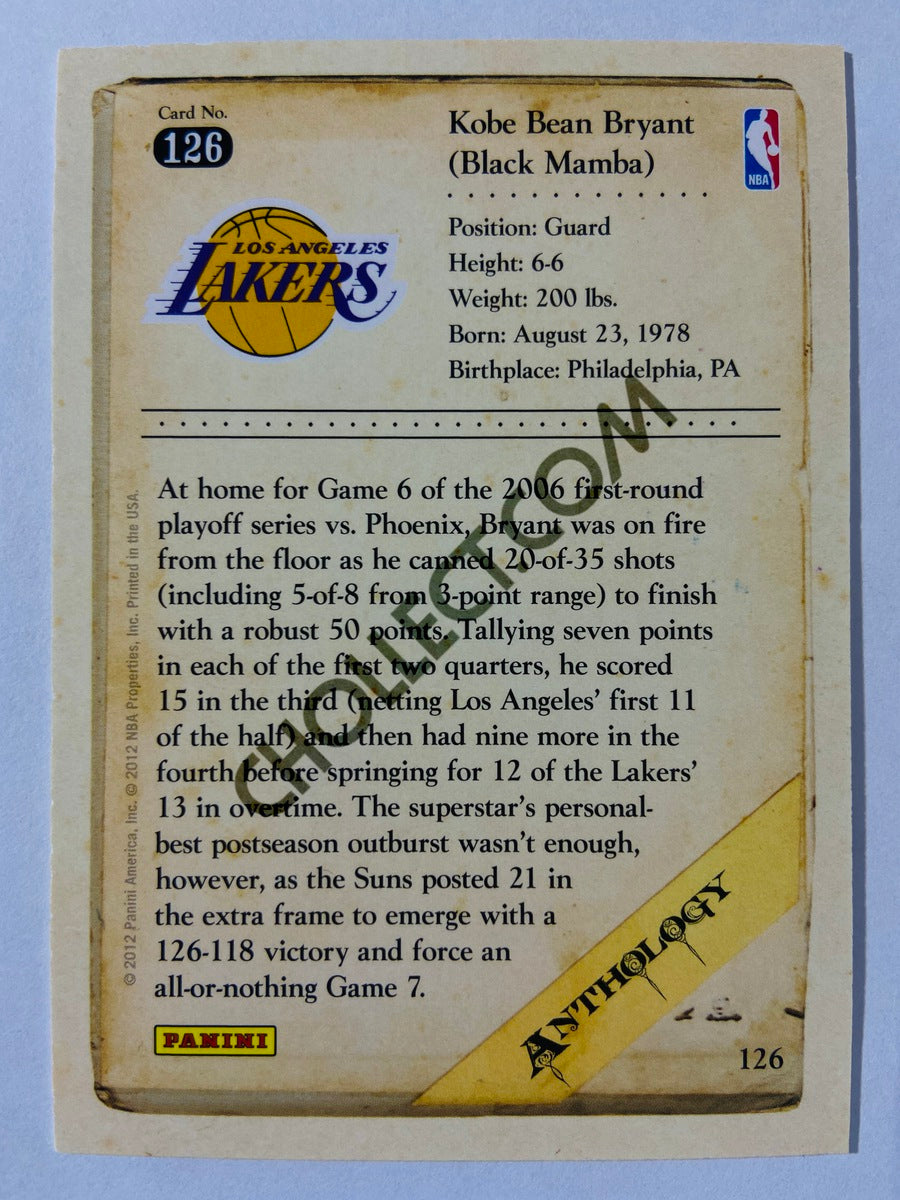 Card No.
126
Kobe Bean Bryant
(Black Mamba)
NBA
LOS ANGELES
LAKERS
Position: Guard
Height: 6-6
Weight: 200 lbs.
Born: August 23, 1978
Birthplace: Philadelphia, PA
At home for Game 6 of the 2006 first-round
playoff series vs. Phoenix, Bryant was on fire
from the floor as he canned 20-of-35 shots
(including 5-of-8 from 3-point range) to finish
with a robust 50 points. Tallying seven points
in each of the first two quarters, he scored
15 in the third (netting Los Angeles' first 11
of the half) and then had nine more in the
fourth before springing for 12 of the Lakers'
13 in overtime. The superstar's personal-
best postseason outburst wasn't enough,
however, as the Suns posted 21 in
the extra frame to emerge with a
126-118 victory and force an
all-or-nothing Game 7.
© 2012 Panini America, Inc. © 2012 NBA Properties, Inc. Printed in the USA.
CHOLLECT.COM
ANTHOLOGY
PANINI
126